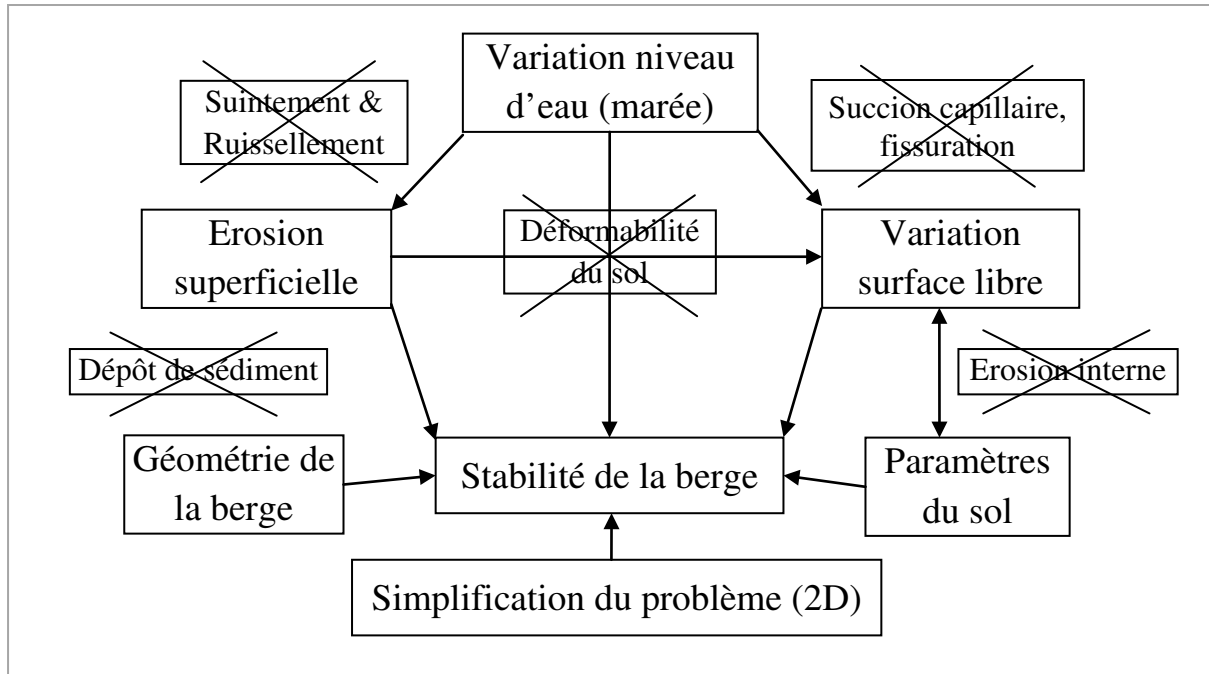 Variation niveau
d'eau (marée)
Suintement &
Ruissellement
Succion capillaire,
fissuration
Erosion
superficielle
Déformabilité
du sol
Variation
surface libre
Dépôt de sédiment
Erosion interne
Géométrie de
la berge
Stabilité de la berge
Paramètres
du sol
Simplification du problème (2D)